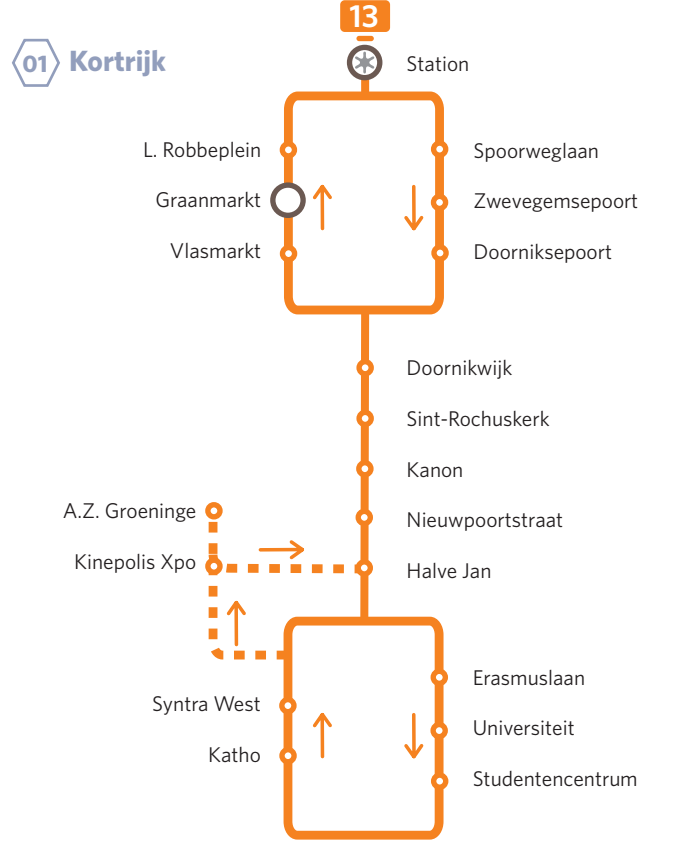 13
01 Kortrijk
Station
L. Robbeplein
Spoorweglaan
Graanmarkt
Zwevegemsepoort
Vlasmarkt
Doorniksepoort
Doornikwijk
Sint-Rochuskerk
Kanon
A.Z. Groeninge
Nieuwpoortstraat
Kinepolis Xpo
Halve Jan
Erasmuslaan
Syntra West
Universiteit
Katho
Studentencentrum